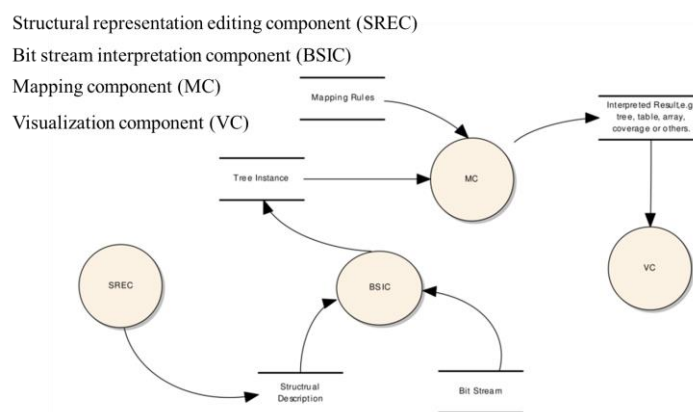 Structural representation editing component (SREC)
Bit stream interpretation component (BSIC)
Mapping component (MC)
Visualization component (VC)
Mapping Rules
Interpreted Result,e.g
tree, table, array,
coverage or others.
Tree Instance
MC
SREC
BSIC
VC
Structrual
Description
Bit Stream